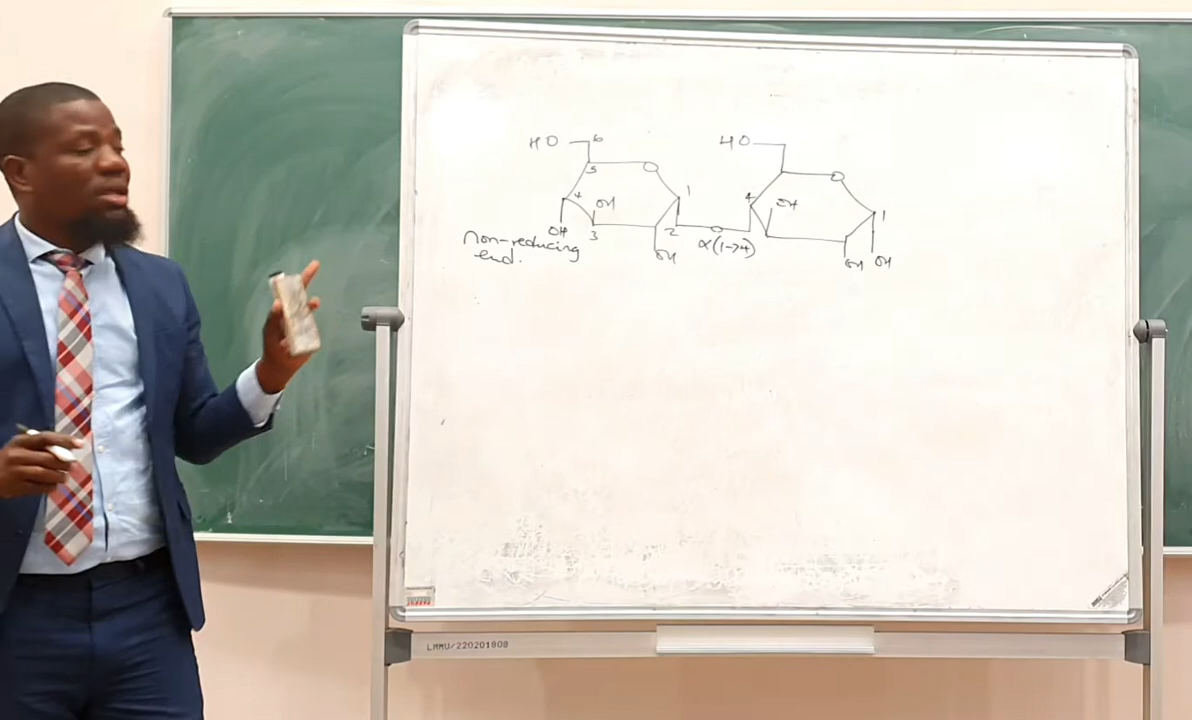 HO 6
HO
5 O
O
4 OH 1
4 OH 1
OH 3 2 O α(1→4)
OH
OH OH
non-reducing
end.
LMMU/220201808